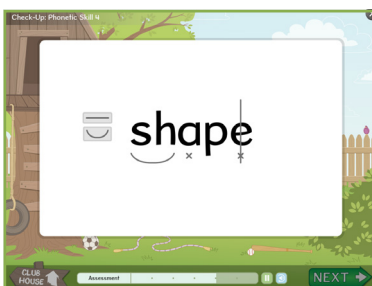 Check-Up: Phonetic Skill 4
shape
x x
CLUB
HOUSE
Assessment
NEXT